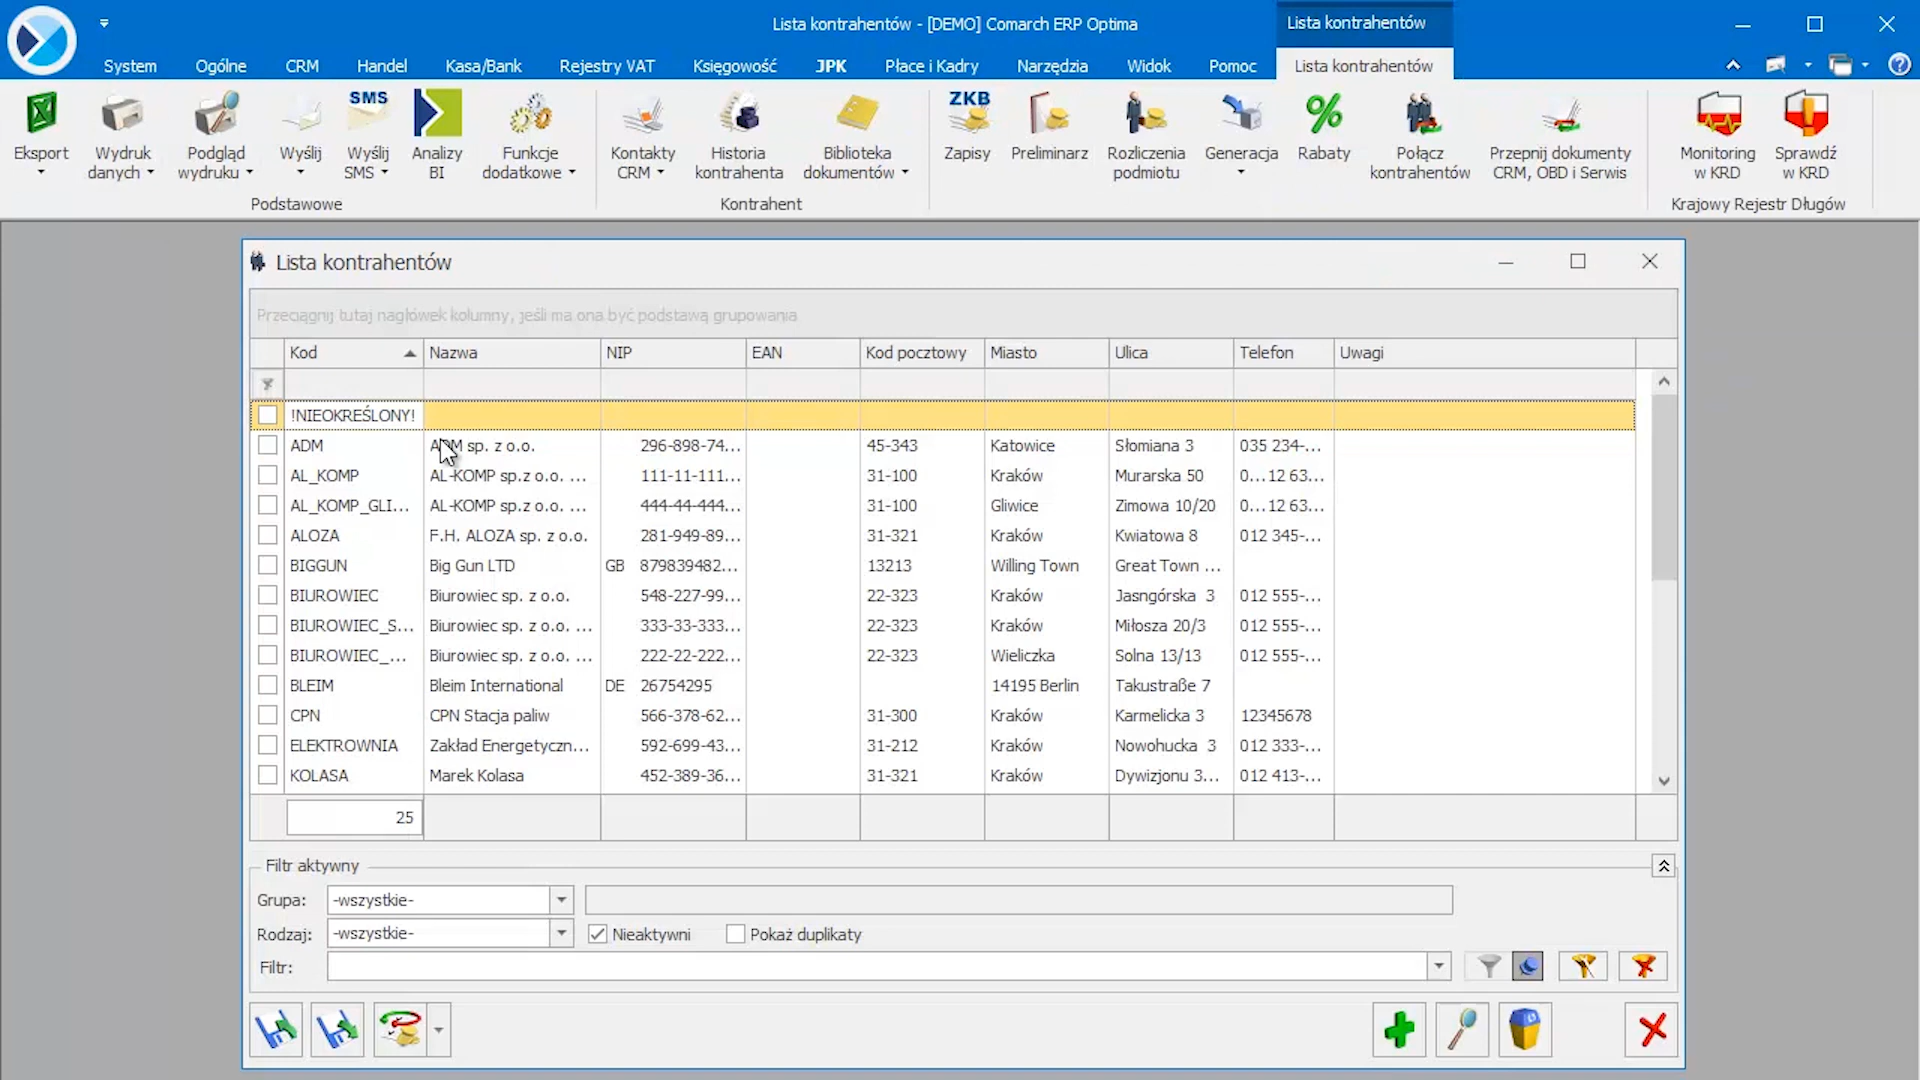 Lista kontrahentów - [DEMO] Comarch ERP Optima
Lista kontrahentów
System Ogólne CRM Handel Kasa/Bank Rejestry VAT Księgowość JPK Płace i Kadry Narzędzia Widok Pomoc Lista kontrahentów
SMS ZKB
Eksport Wydruk danych Podgląd wydruku Wyślij Wyślij SMS Analizy BI Funkcje dodatkowe Kontakty CRM Historia kontrahenta Biblioteka dokumentów Zapisy Preliminarz Rozliczenia podmiotu Generacja Rabaty Połącz kontrahentów Przepnij dokumenty CRM, OBD i Serwis Monitoring w KRD Sprawdź w KRD
Podstawowe Kontrahent Krajowy Rejestr Długów
Lista kontrahentów
Przeciągnij tutaj nagłówek kolumny, jeśli ma ona być podstawą grupowania
Kod Nazwa NIP EAN Kod pocztowy Miasto Ulica Telefon Uwagi
!NIEOKREŚLONY!
ADM ADM sp. z o.o. 296-898-74... 45-343 Katowice Słomiana 3 035 234-...
AL_KOMP AL-KOMP sp.z o.o. ... 111-11-111... 31-100 Kraków Murarska 50 0...12 63...
AL_KOMP_GLI... AL-KOMP sp.z o.o. ... 444-44-444... 31-100 Gliwice Zimowa 10/20 0...12 63...
ALOZA F.H. ALOZA sp. z o.o. 281-949-89... 31-321 Kraków Kwiatowa 8 012 345-...
BIGGUN Big Gun LTD GB 879839482... 13213 Willing Town Great Town ...
BIUROWIEC Biurowiec sp. z o.o. 548-227-99... 22-323 Kraków Jasngórska 3 012 555-...
BIUROWIEC_S... Biurowiec sp. z o.o. ... 333-33-333... 22-323 Kraków Miłosza 20/3 012 555-...
BIUROWIEC_... Biurowiec sp. z o.o. ... 222-22-222... 22-323 Wieliczka Solna 13/13 012 555-...
BLEIM Bleim International DE 26754295 14195 Berlin Takustraße 7
CPN CPN Stacja paliw 566-378-62... 31-300 Kraków Karmelicka 3 12345678
ELEKTROWNIA Zakład Energetyczn... 592-699-43... 31-212 Kraków Nowohucka 3 012 333-...
KOLASA Marek Kolasa 452-389-36... 31-321 Kraków Dywizjonu 3... 012 413-...
25
Filtr aktywny
Grupa: -wszystkie-
Rodzaj: -wszystkie- Nieaktywni Pokaż duplikaty
Filtr: